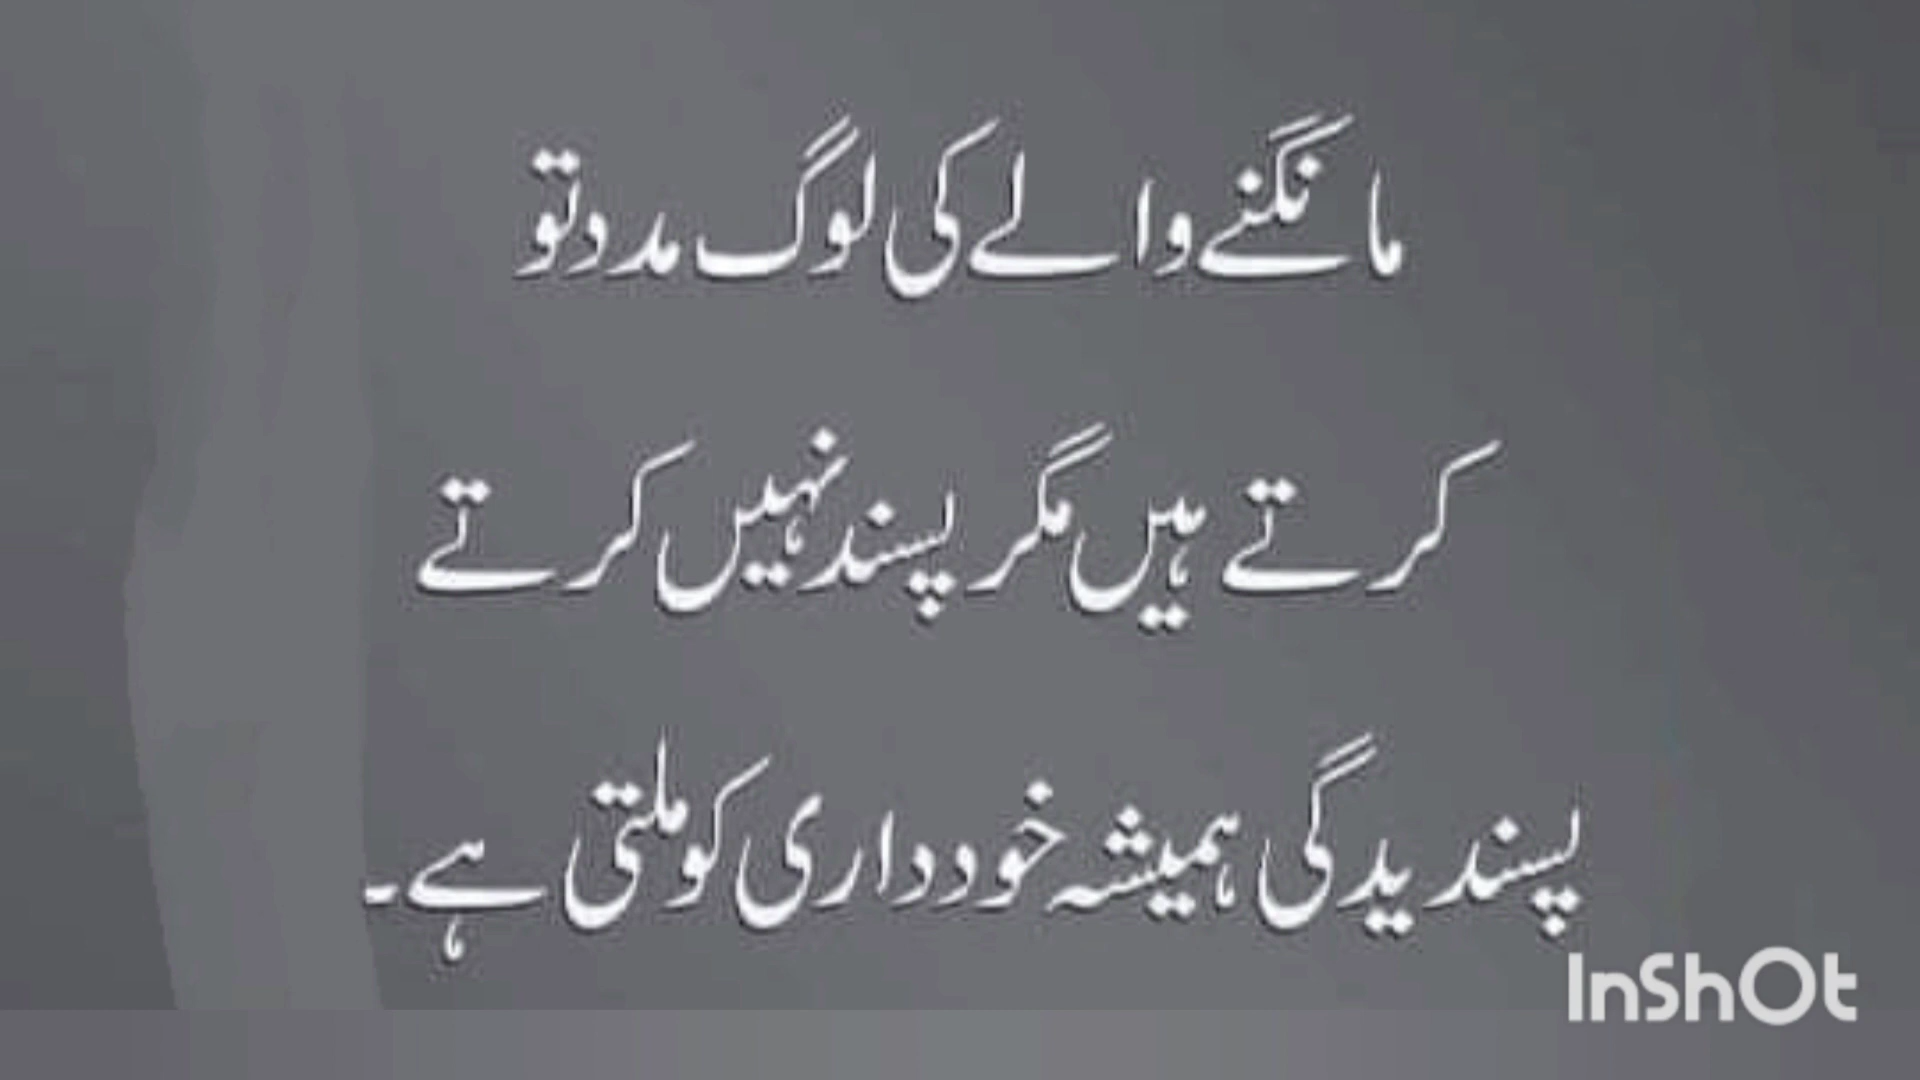 مانگنے والے کی لوگ مدد تو
کرتے ہیں مگر پسند نہیں کرتے
پسندیدگی ہمیشہ خودداری کو ملتی ہے۔
InShOt